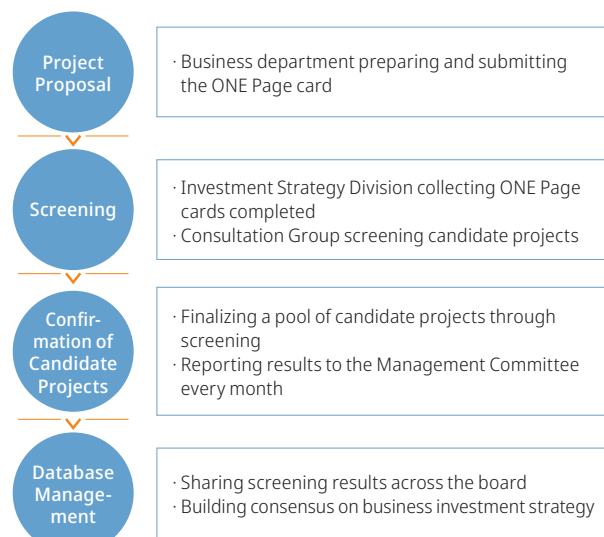 Project
Proposal
· Business department preparing and submitting
the ONE Page card
Screening
· Investment Strategy Division collecting ONE Page
cards completed
· Consultation Group screening candidate projects
Confir-
mation of
Candidate
Projects
· Finalizing a pool of candidate projects through
screening
· Reporting results to the Management Committee
every month
Database
Manage-
ment
· Sharing screening results across the board
· Building consensus on business investment strategy